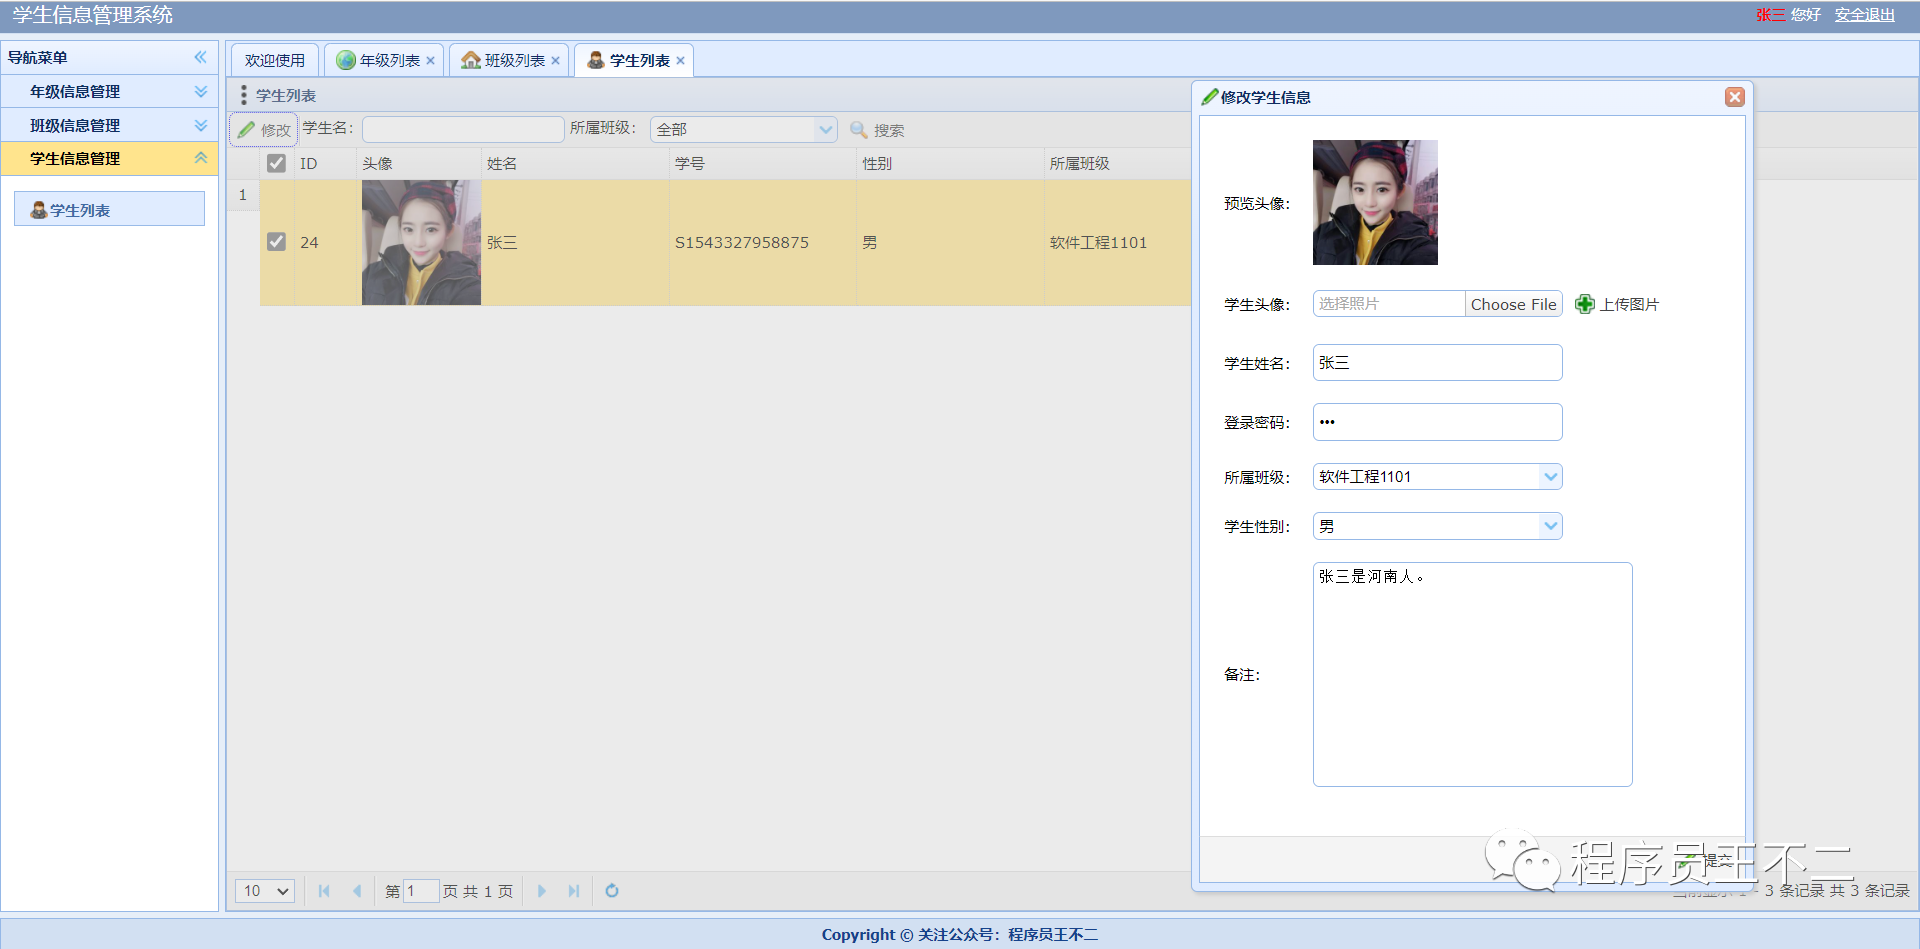 学生信息管理系统
张三 您好 安全退出
导航菜单
年级信息管理
班级信息管理
学生信息管理
学生列表
欢迎使用
年级列表
班级列表
学生列表
学生列表
修改 学生名： 所属班级： 全部 搜索
ID 头像 姓名 学号 性别 所属班级
1
24 张三 S1543327958875 男 软件工程1101
修改学生信息
预览头像：
学生头像： 选择照片 Choose File 上传图片
学生姓名： 张三
登录密码： •••
所属班级： 软件工程1101
学生性别： 男
备注： 张三是河南人。
提交
程序员王不二
10 第 1 页 共 1 页
- 3 条记录 共 3 条记录
Copyright © 关注公众号：程序员王不二